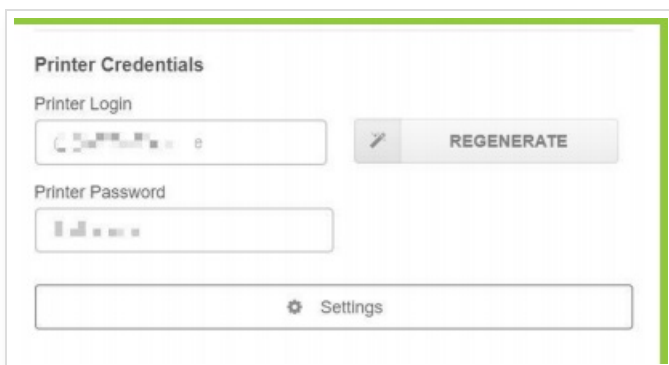 Printer Credentials
Printer Login
REGENERATE
Printer Password
Settings